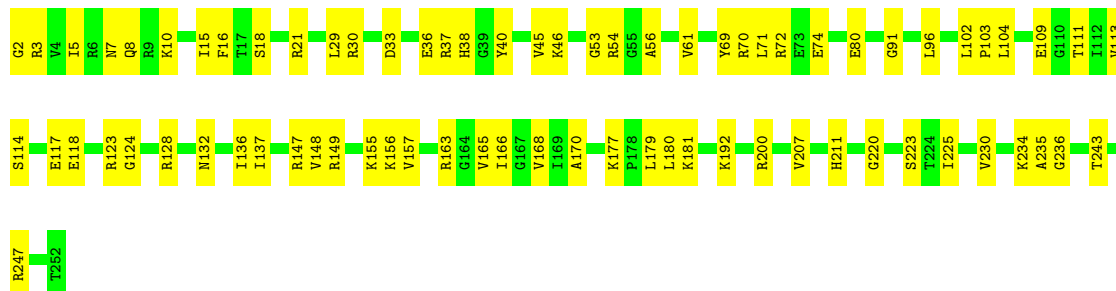 G2 R3 V4 I5 R6 N7 Q8 R9 K10 I15 F16 T17 S18 R21 L29 R30 D33 E36 R37 H38 G39 Y40 V45 K46 G53 R54 G55 A56 V61 Y69 R70 L71 R72 E73 E74 E80 G91 L96 L102 P103 L104 E109 G110 T111 I112 V113
S114 E117 E118 R123 G124 R128 N132 I136 I137 R147 V148 R149 K155 K156 V157 R163 G164 V165 I166 G167 V168 I169 A170 K177 P178 L179 L180 K181 K192 R200 V207 H211 G220 S223 T224 I225 V230 K234 A235 G236 T243
R247 T252